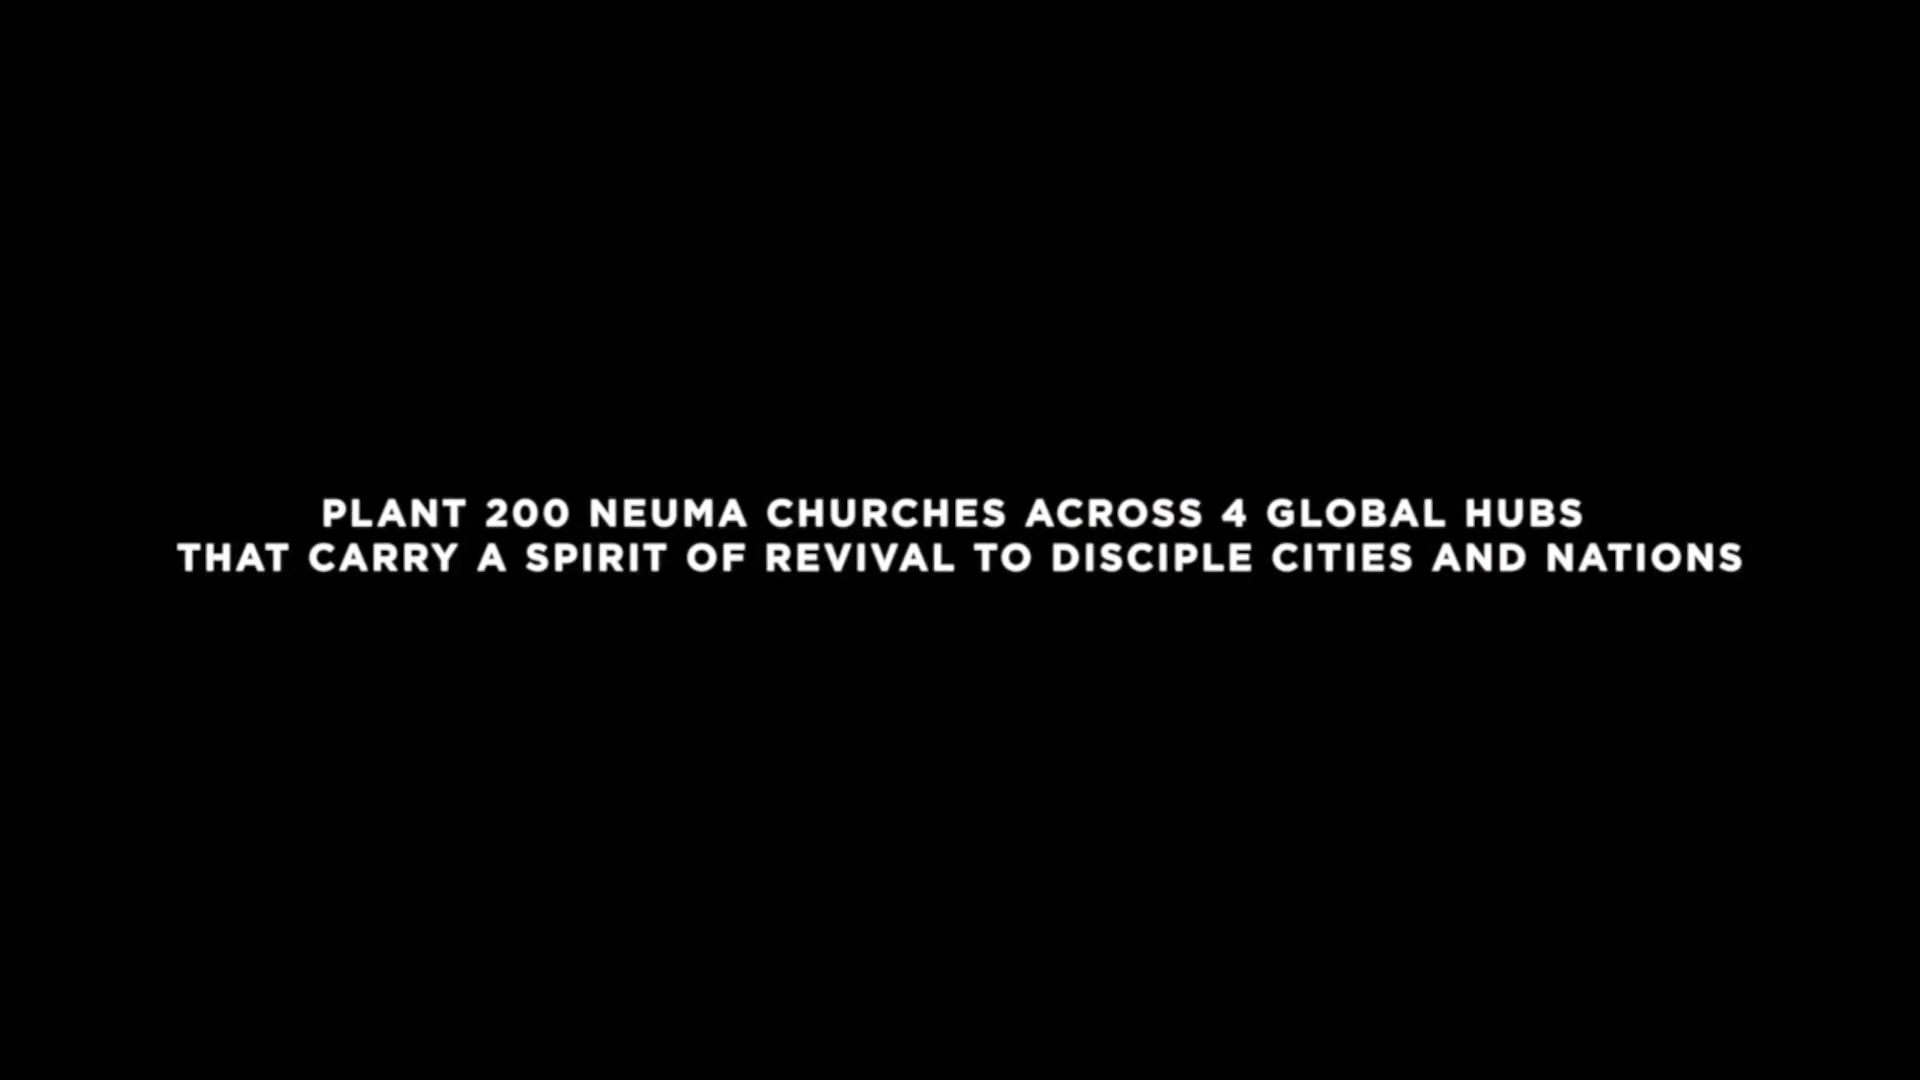 PLANT 200 NEUMA CHURCHES ACROSS 4 GLOBAL HUBS
THAT CARRY A SPIRIT OF REVIVAL TO DISCIPLE CITIES AND NATIONS